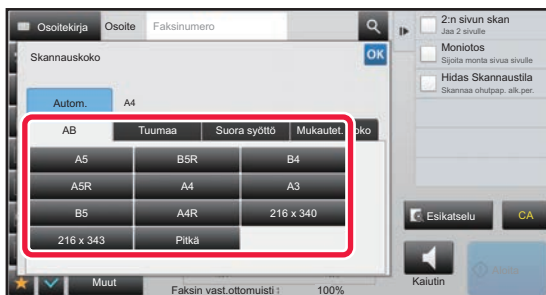 Osoitekirja Osoite Faksinumero
Skannauskoko
OK
Autom. A4
AB Tuumaa Suora syöttö Mukautet. koko
A5 B5R B4
A5R A4 A3
B5 A4R 216 x 340
216 x 343 Pitkä
Muut
Faksin vast.ottomuisti : 100%
2:n sivun skan
Jaa 2 sivulle
Moniotos
Sijoita monta sivua sivulle
Hidas Skannaustila
Skannaa ohutpap. alk.per.
Esikatselu CA
Kaiutin